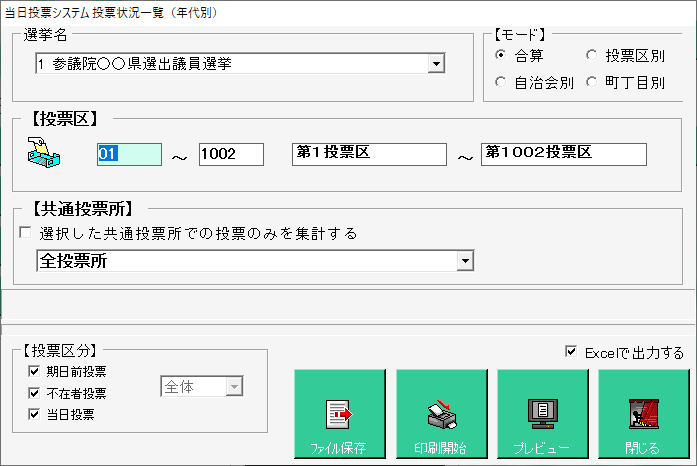 当日投票システム 投票状況一覧（年代別）
選挙名
1 参議院〇〇県選出議員選挙
【モード】
合算
投票区別
自治会別
町丁目別
【投票区】
01 ～ 1002 第1投票区 ～ 第1002投票区
【共通投票所】
選択した共通投票所での投票のみを集計する
全投票所
【投票区分】
期日前投票
不在者投票
当日投票
全体
Excelで出力する
ファイル保存
印刷開始
プレビュー
閉じる